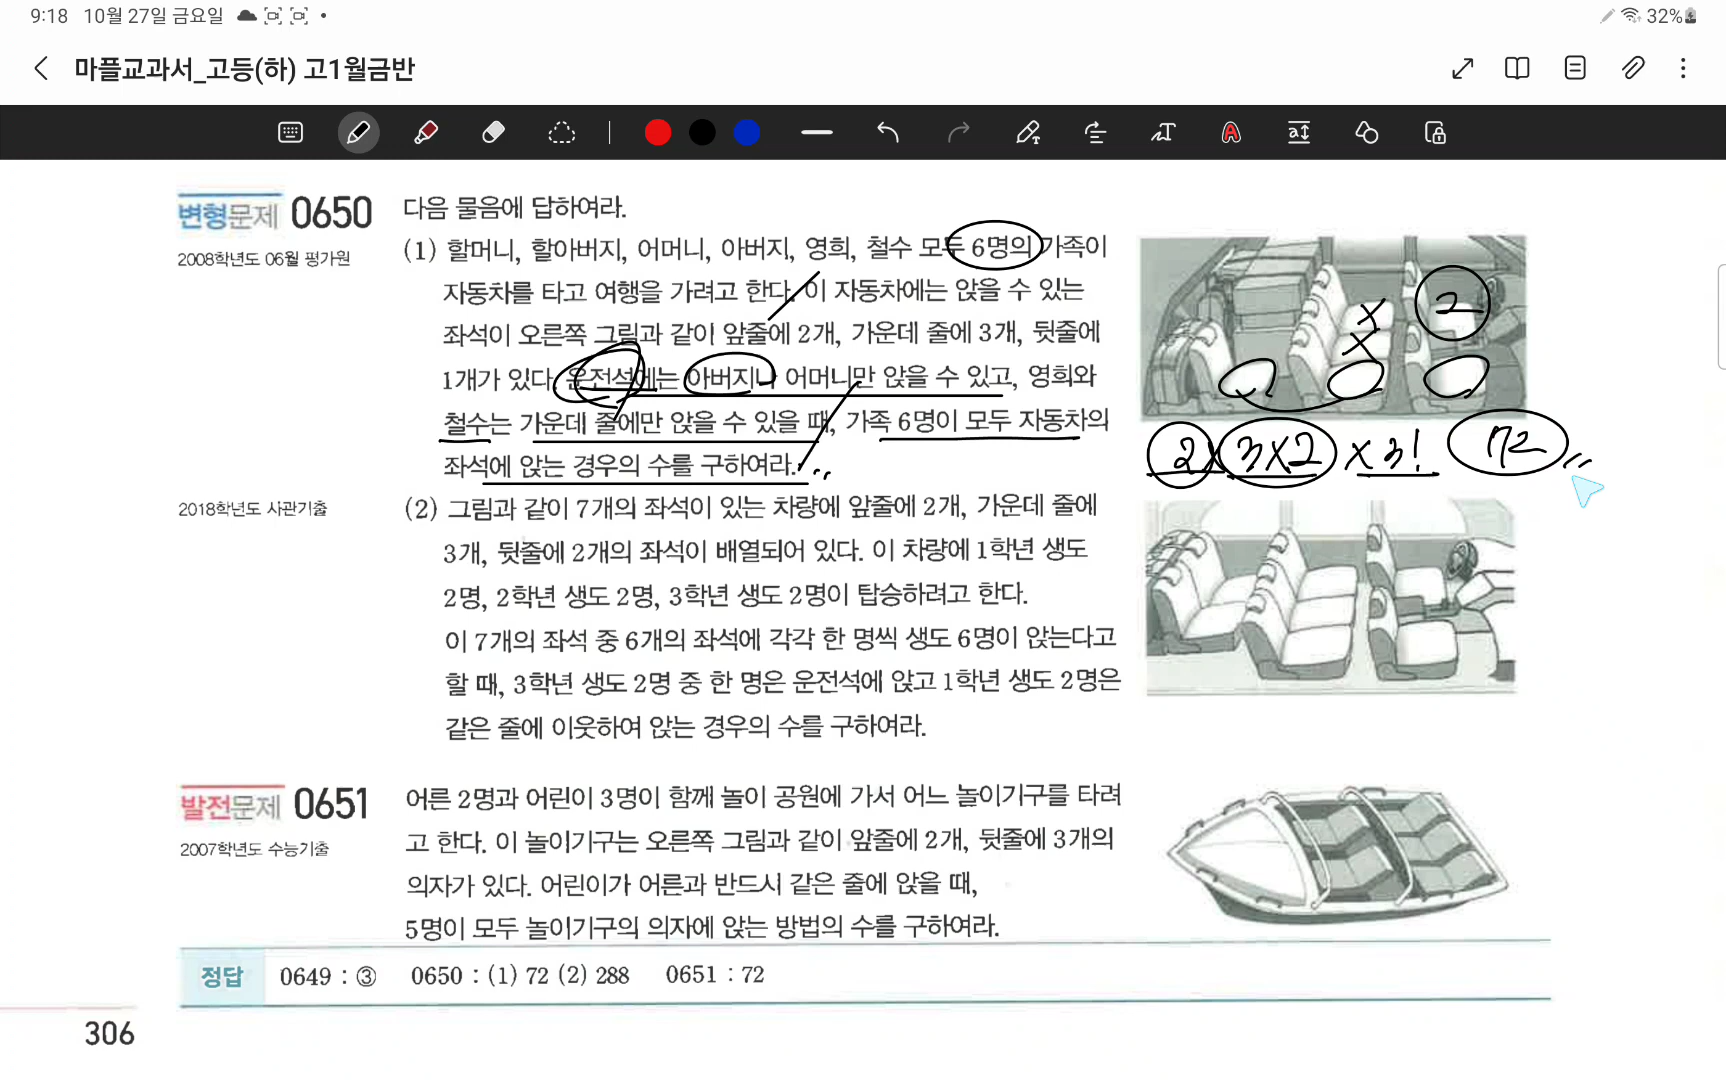 9:18 10월 27일 금요일
32%
마플교과서_고등(하) 고1월금반
변형문제 0650 다음 물음에 답하여라.
2008학년도 06월 평가원
(1) 할머니, 할아버지, 어머니, 아버지, 영희, 철수 모두 6명의 가족이
자동차를 타고 여행을 가려고 한다. 이 자동차에는 앉을 수 있는
좌석이 오른쪽 그림과 같이 앞줄에 2개, 가운데 줄에 3개, 뒷줄에
1개가 있다. 운전석에는 아버지나 어머니만 앉을 수 있고, 영희와
철수는 가운데 줄에만 앉을 수 있을 때, 가족 6명이 모두 자동차의
좌석에 앉는 경우의 수를 구하여라.
2
2 × 3×2 × 3! 72
2018학년도 사관기출
(2) 그림과 같이 7개의 좌석이 있는 차량에 앞줄에 2개, 가운데 줄에
3개, 뒷줄에 2개의 좌석이 배열되어 있다. 이 차량에 1학년 생도
2명, 2학년 생도 2명, 3학년 생도 2명이 탑승하려고 한다.
이 7개의 좌석 중 6개의 좌석에 각각 한 명씩 생도 6명이 앉는다고
할 때, 3학년 생도 2명 중 한 명은 운전석에 앉고 1학년 생도 2명은
같은 줄에 이웃하여 앉는 경우의 수를 구하여라.
발전문제 0651 어른 2명과 어린이 3명이 함께 놀이 공원에 가서 어느 놀이기구를 타려
2007학년도 수능기출
고 한다. 이 놀이기구는 오른쪽 그림과 같이 앞줄에 2개, 뒷줄에 3개의
의자가 있다. 어린이가 어른과 반드시 같은 줄에 앉을 때,
5명이 모두 놀이기구의 의자에 앉는 방법의 수를 구하여라.
정답 0649 : ③ 0650 : (1) 72 (2) 288 0651 : 72
306